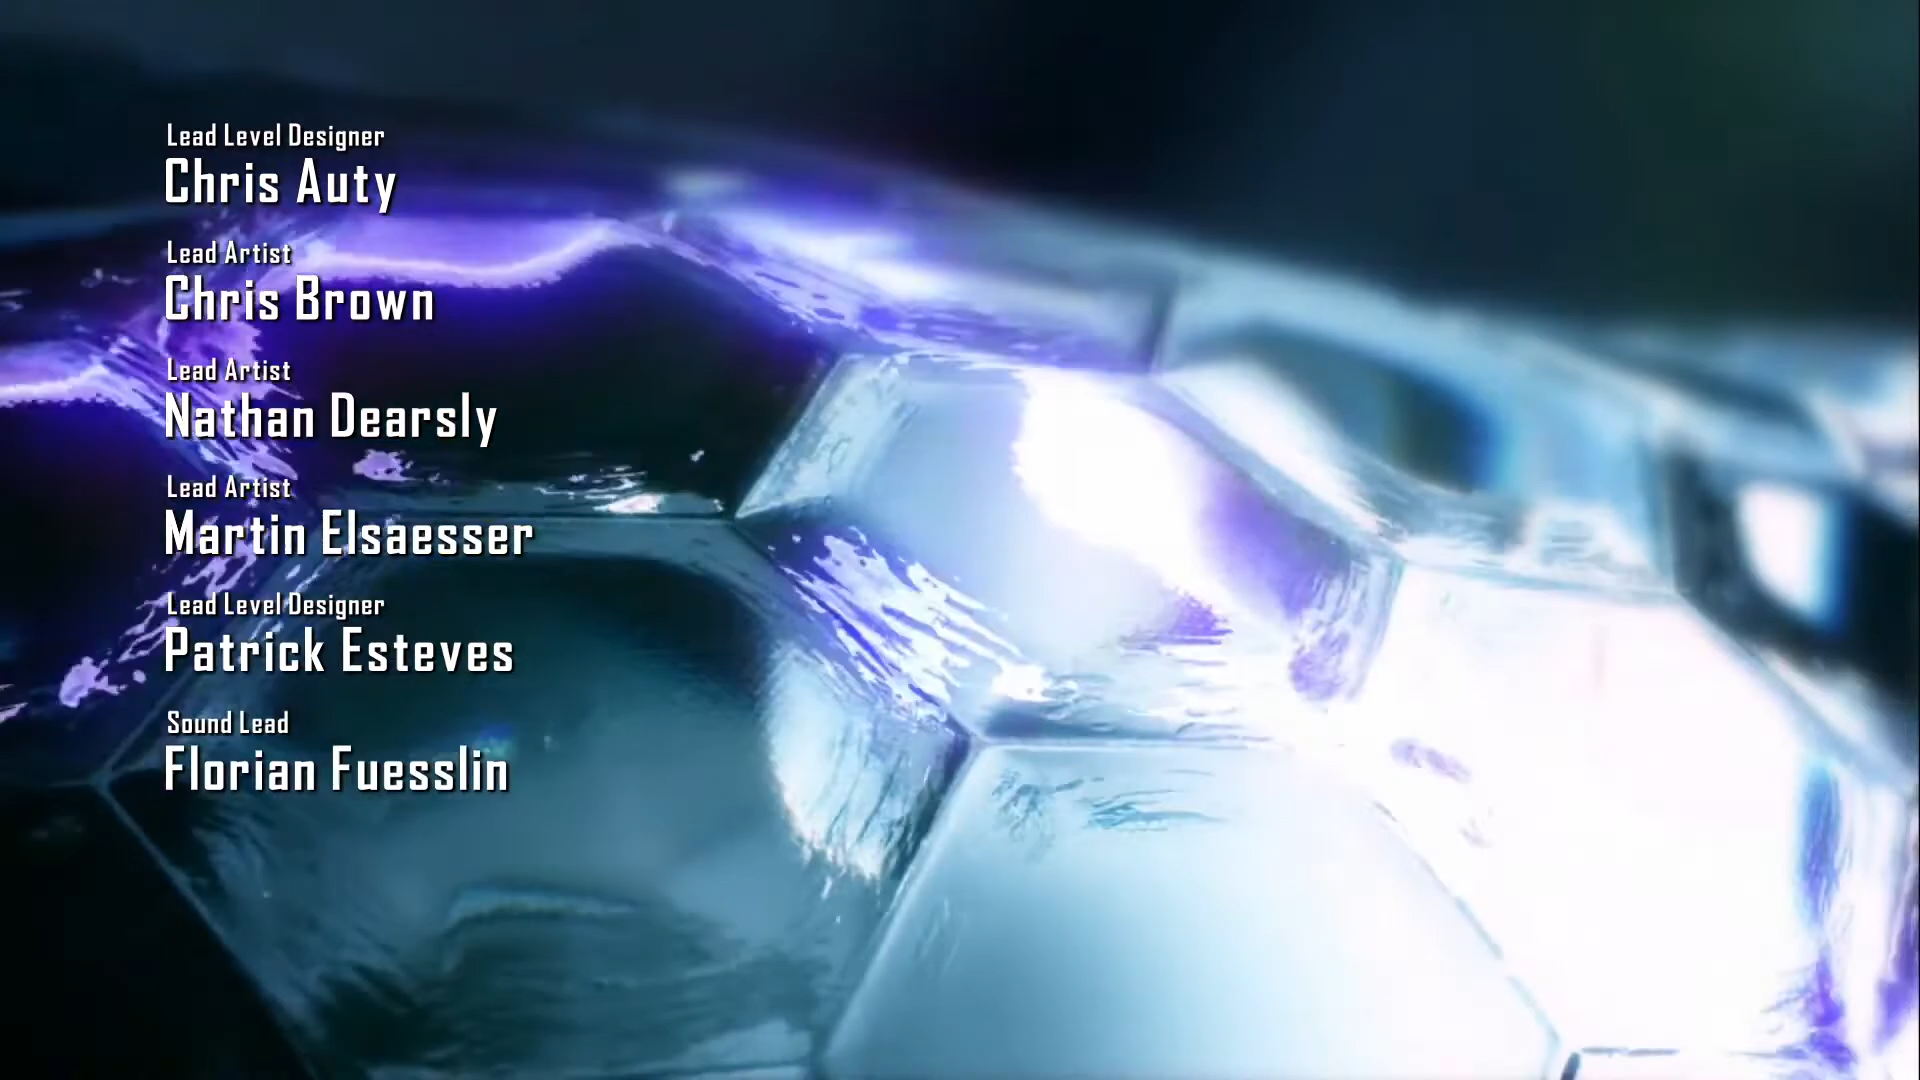 Lead Level Designer
Chris Auty
Lead Artist
Chris Brown
Lead Artist
Nathan Dearsly
Lead Artist
Martin Elsaesser
Lead Level Designer
Patrick Esteves
Sound Lead
Florian Fuesslin